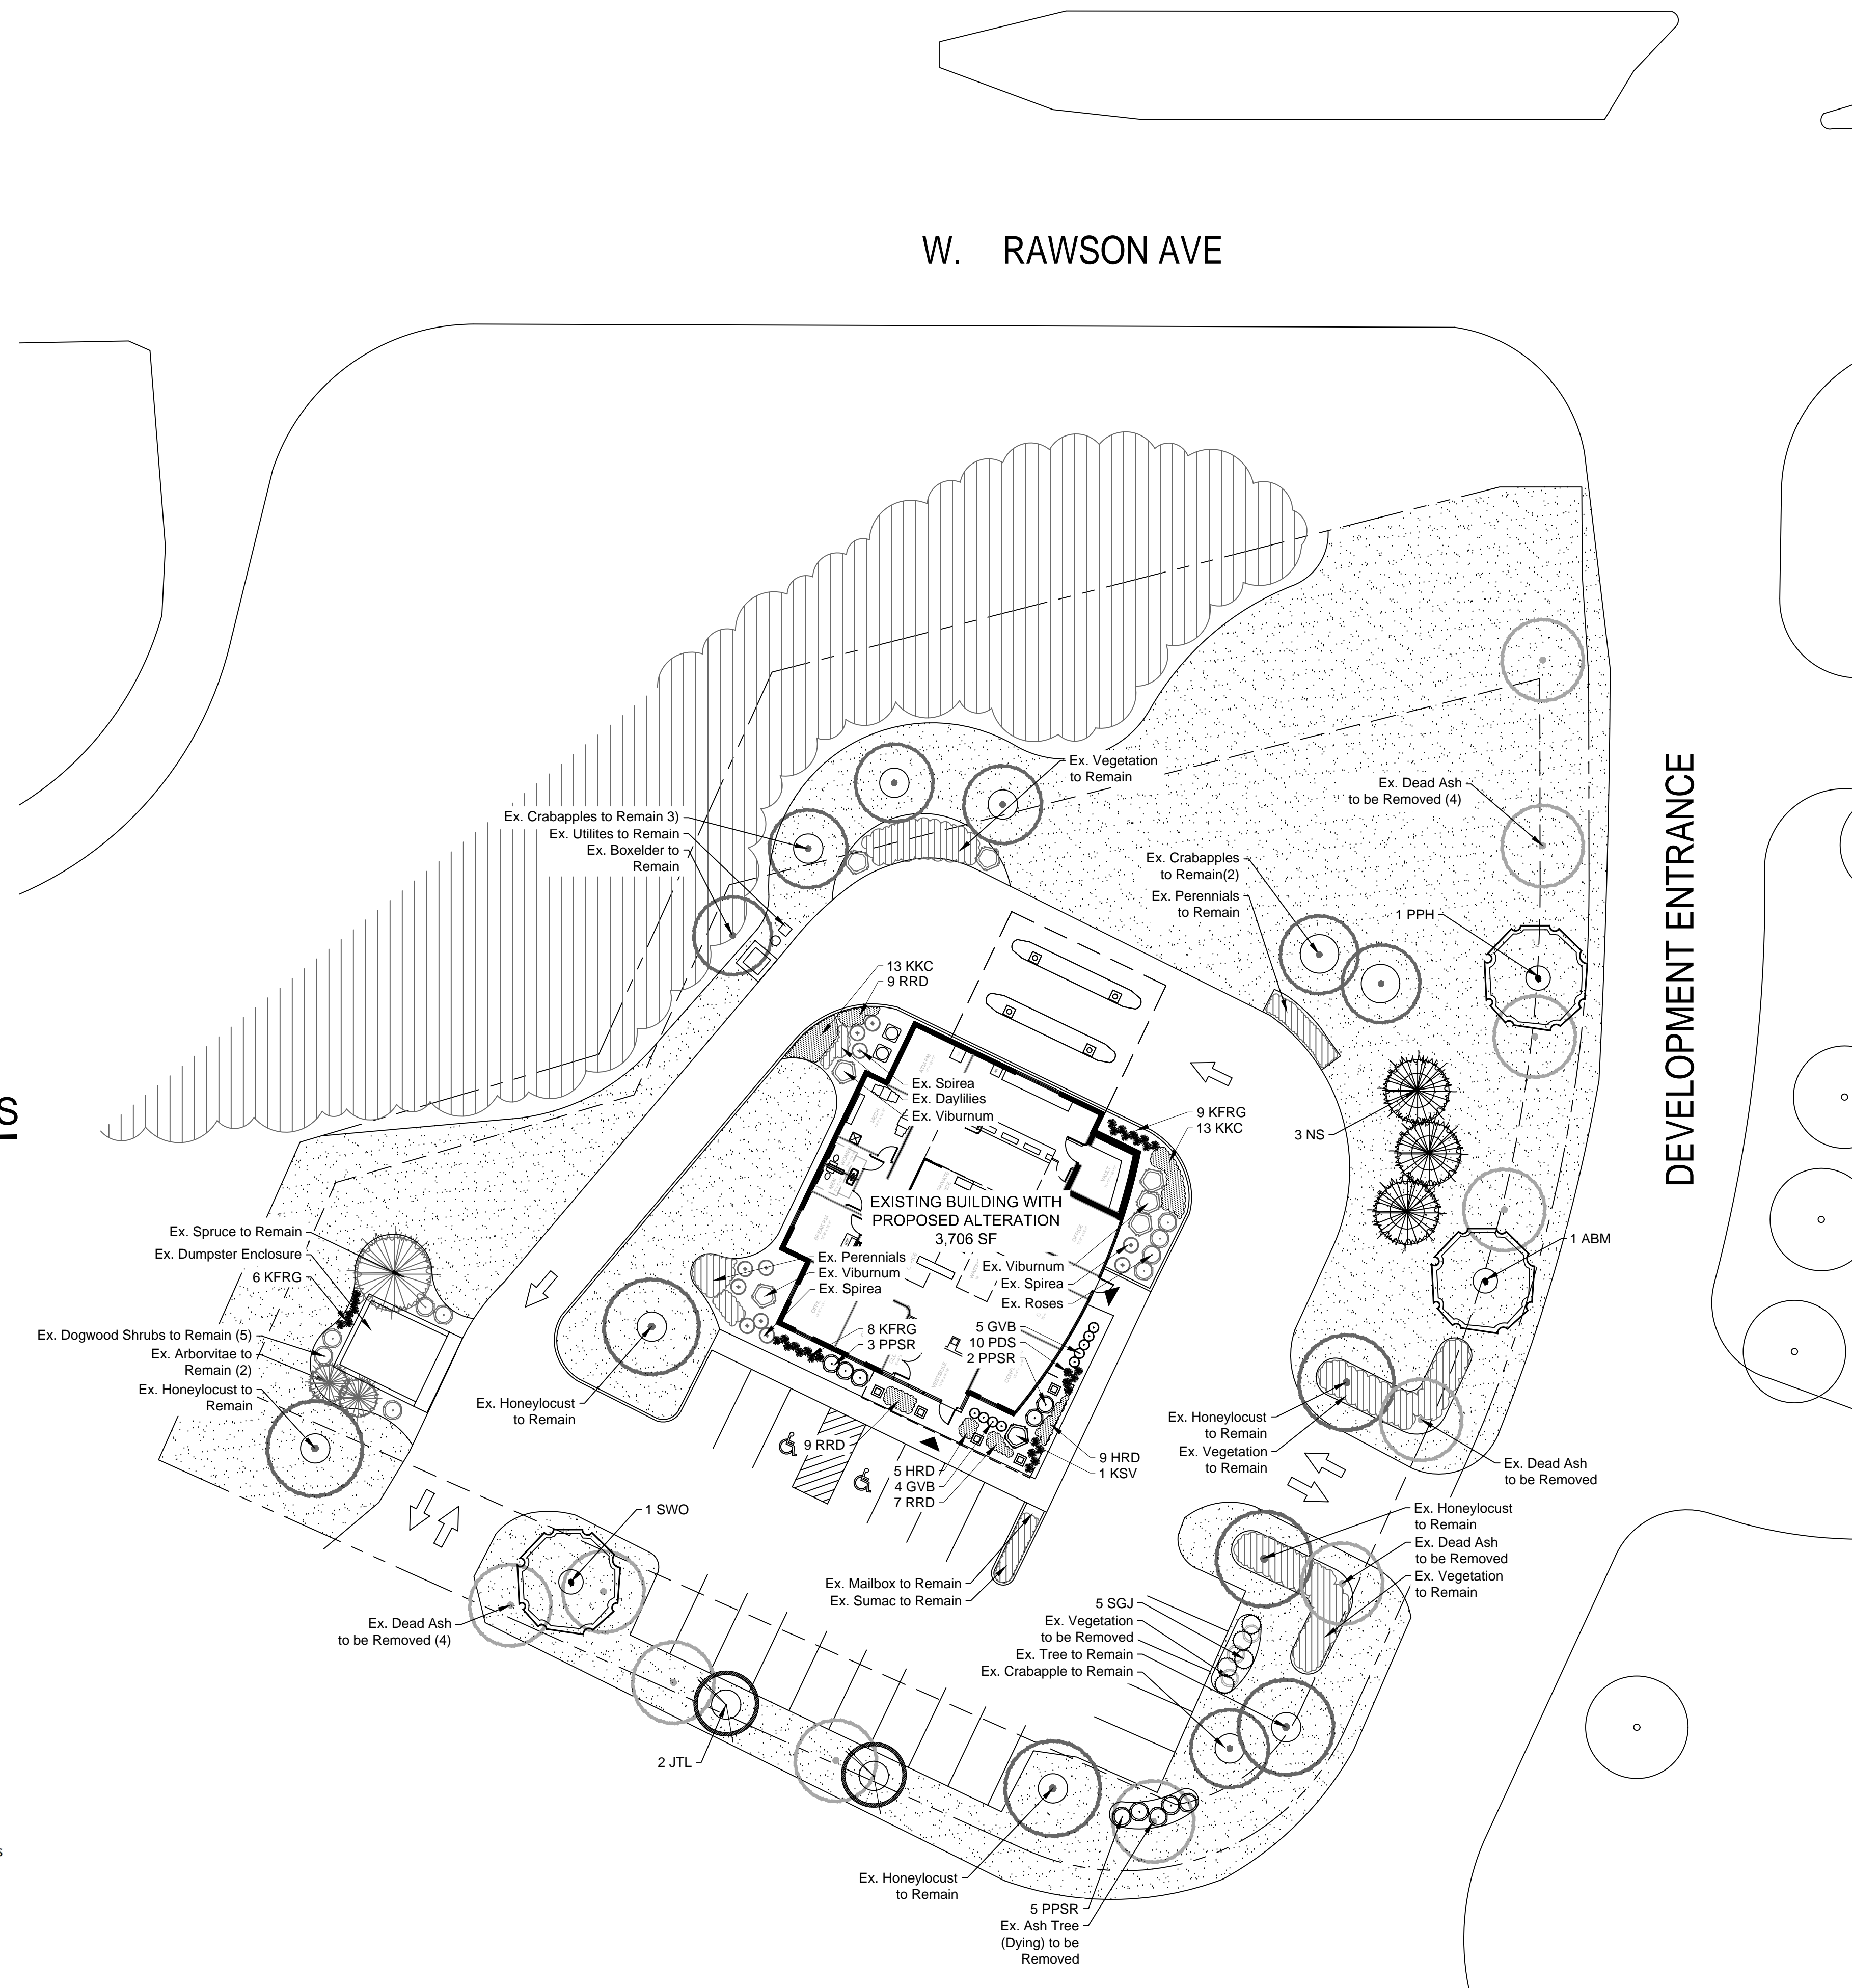 W. RAWSON AVE
DEVELOPMENT ENTRANCE
S
Ex. Vegetation
to Remain
Ex. Dead Ash
to be Removed (4)
Ex. Crabapples to Remain 3)
Ex. Utilites to Remain
Ex. Boxelder to
Remain
Ex. Crabapples
to Remain(2)
Ex. Perennials
to Remain
1 PPH
13 KKC
9 RRD
Ex. Spirea
Ex. Daylilies
Ex. Viburnum
9 KFRG
13 KKC
3 NS
EXISTING BUILDING WITH
PROPOSED ALTERATION
3,706 SF
Ex. Spruce to Remain
Ex. Dumpster Enclosure
6 KFRG
1 ABM
Ex. Perennials
Ex. Viburnum
Ex. Spirea
Ex. Viburnum
Ex. Spirea
Ex. Roses
Ex. Dogwood Shrubs to Remain (5)
Ex. Arborvitae to
Remain (2)
Ex. Honeylocust to
Remain
8 KFRG
3 PPSR
5 GVB
10 PDS
2 PPSR
Ex. Honeylocust
to Remain
Ex. Honeylocust
to Remain
Ex. Vegetation
to Remain
9 RRD
5 HRD
4 GVB
7 RRD
9 HRD
1 KSV
Ex. Dead Ash
to be Removed
1 SWO
Ex. Honeylocust
to Remain
Ex. Dead Ash
to be Removed
Ex. Vegetation
to Remain
Ex. Mailbox to Remain
Ex. Sumac to Remain
Ex. Dead Ash
to be Removed (4)
5 SGJ
Ex. Vegetation
to be Removed
Ex. Tree to Remain
Ex. Crabapple to Remain
2 JTL
s
Ex. Honeylocust
to Remain
5 PPSR
Ex. Ash Tree
(Dying) to be
Removed